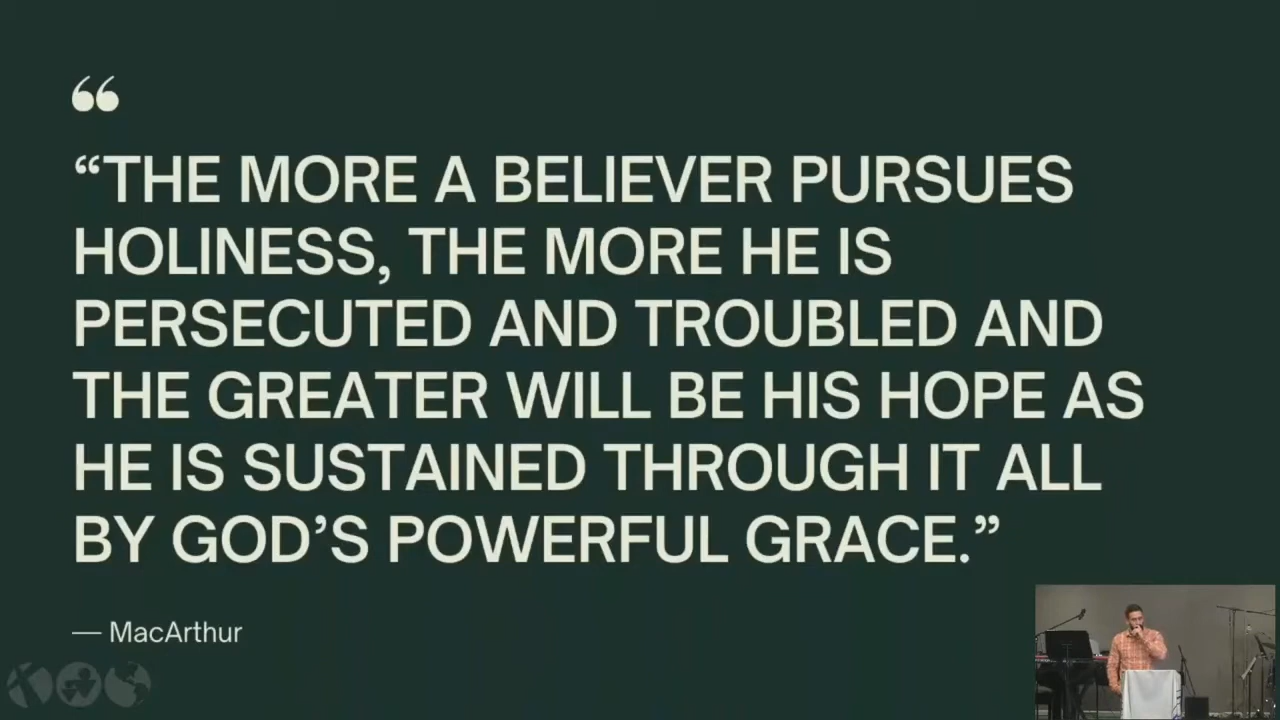 “
“THE MORE A BELIEVER PURSUES
HOLINESS, THE MORE HE IS
PERSECUTED AND TROUBLED AND
THE GREATER WILL BE HIS HOPE AS
HE IS SUSTAINED THROUGH IT ALL
BY GOD’S POWERFUL GRACE.”
— MacArthur